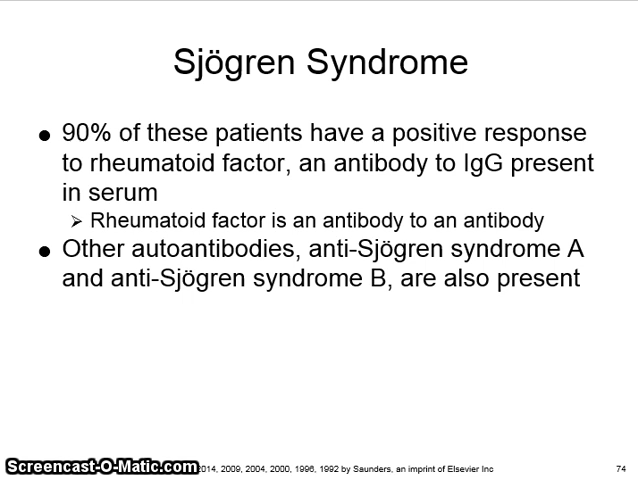 Sjögren Syndrome
● 90% of these patients have a positive response
to rheumatoid factor, an antibody to IgG present
in serum
➢ Rheumatoid factor is an antibody to an antibody
● Other autoantibodies, anti-Sjögren syndrome A
and anti-Sjögren syndrome B, are also present
Screencast-O-Matic.com 2014, 2009, 2004, 2000, 1996, 1992 by Saunders, an imprint of Elsevier Inc 74